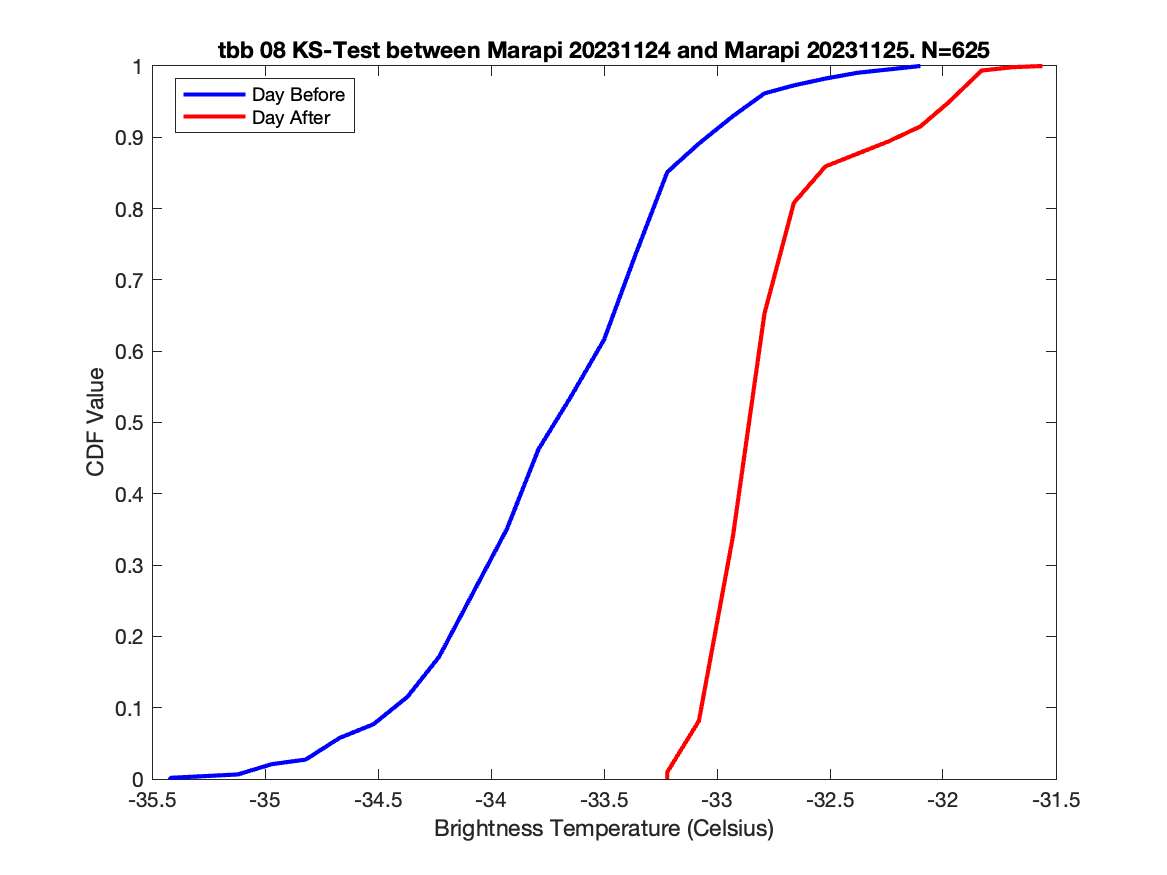 tbb 08 KS-Test between Marapi 20231124 and Marapi 20231125. N=625
Day Before
Day After
1
0.9
0.8
0.7
0.6
0.5
0.4
0.3
0.2
0.1
0
CDF Value
-35.5 -35 -34.5 -34 -33.5 -33 -32.5 -32 -31.5
Brightness Temperature (Celsius)